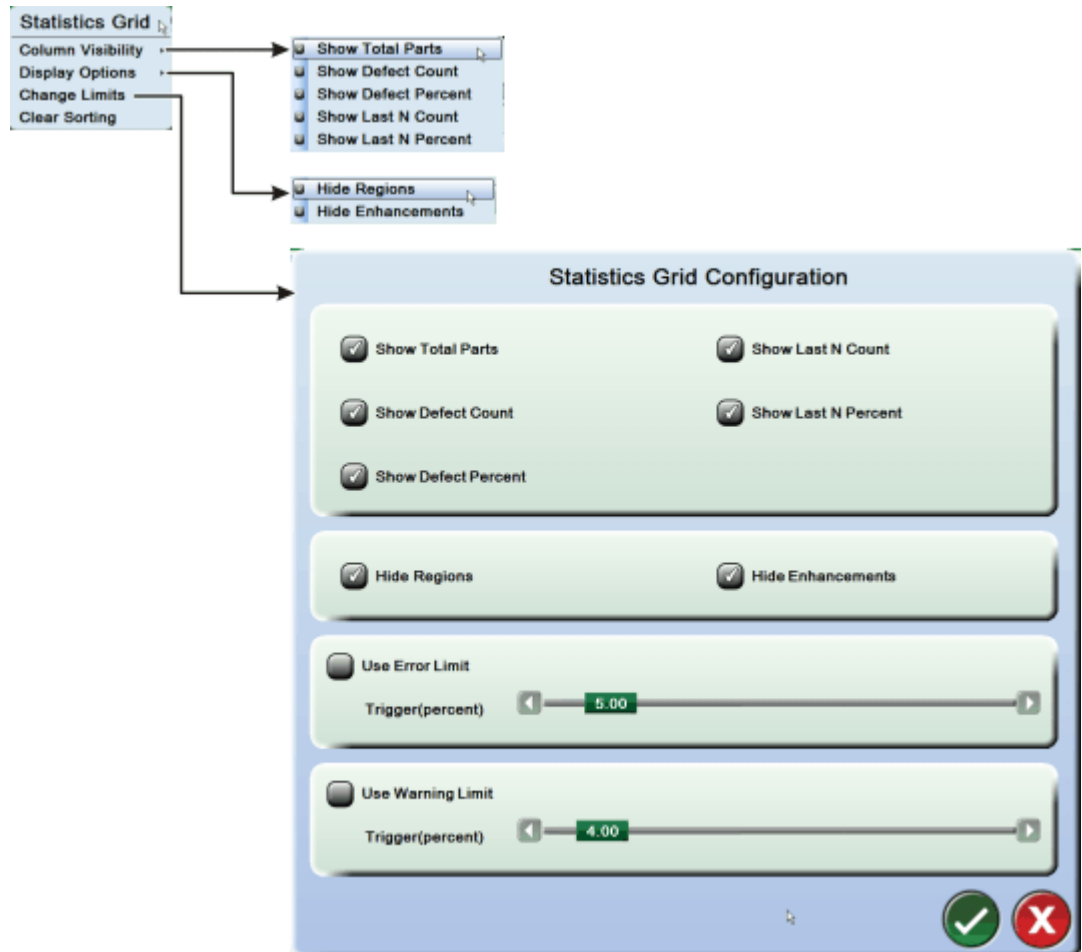 Statistics Grid
Column Visibility
Display Options
Change Limits
Clear Sorting
Show Total Parts
Show Defect Count
Show Defect Percent
Show Last N Count
Show Last N Percent
Hide Regions
Hide Enhancements
Statistics Grid Configuration
Show Total Parts
Show Last N Count
Show Defect Count
Show Last N Percent
Show Defect Percent
Hide Regions
Hide Enhancements
Use Error Limit
Trigger(percent)
5.00
Use Warning Limit
Trigger(percent)
4.00